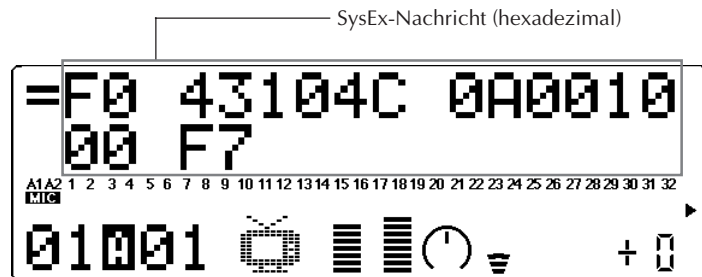 SysEx-Nachricht (hexadezimal)
=F0 43104C 0A0010
00 F7
A1 A2 1 2 3 4 5 6 7 8 9 10 11 12 13 14 15 16 17 18 19 20 21 22 23 24 25 26 27 28 29 30 31 32
MIC
01A01 + 0